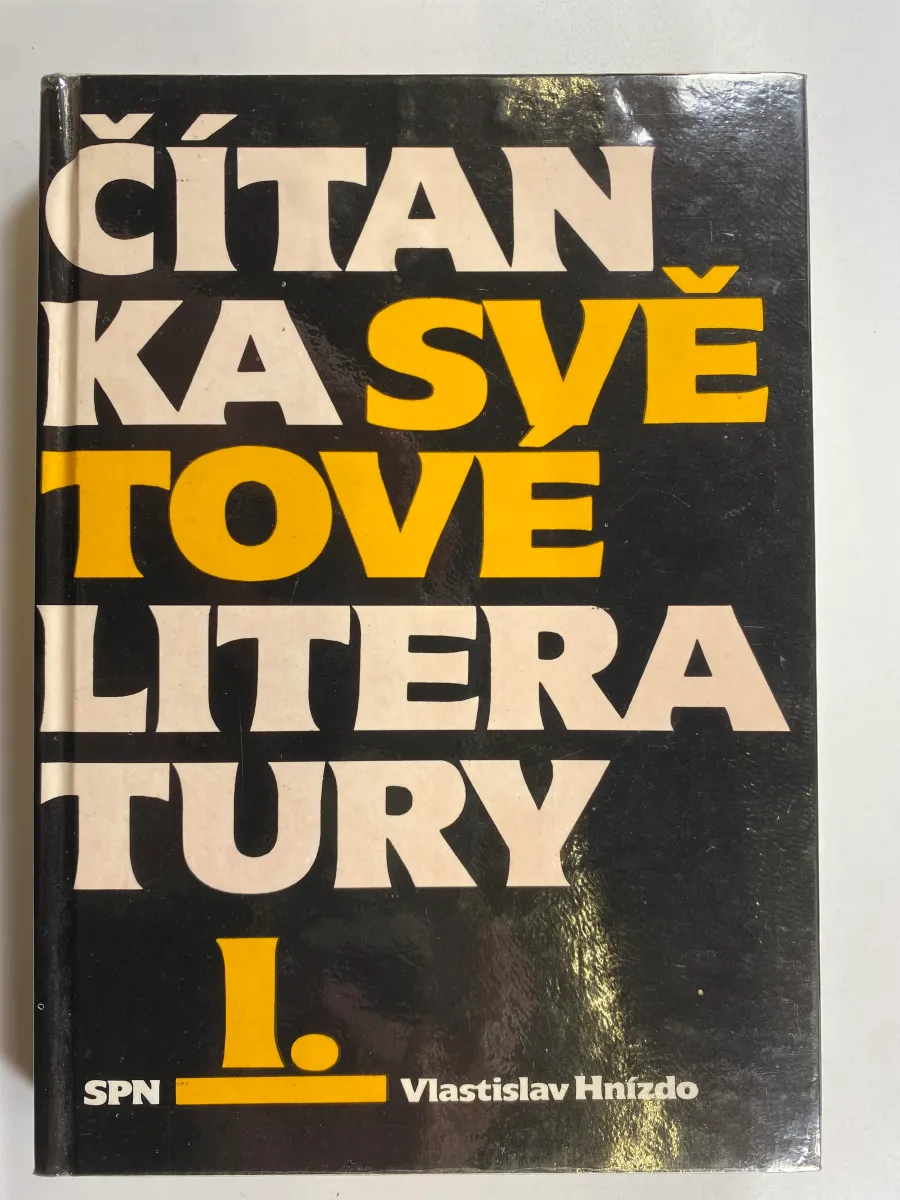 ČÍTAN
KA SVĚ
TOVÉ
LITERA
TURY
I.
SPN Vlastislav Hnízdo